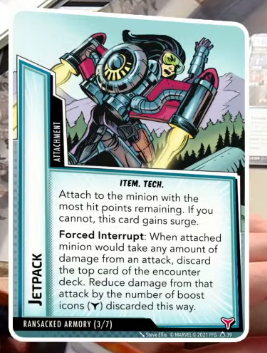 ATTACHMENT
JETPACK
ITEM. TECH.
Attach to the minion with the
most hit points remaining. If you
cannot, this card gains surge.
Forced Interrupt: When attached
minion would take any amount of
damage from an attack, discard
the top card of the encounter
deck. Reduce damage from that
attack by the number of boost
icons () discarded this way.
RANSACKED ARMORY (3/7)
© MARVEL © 2021 FFG